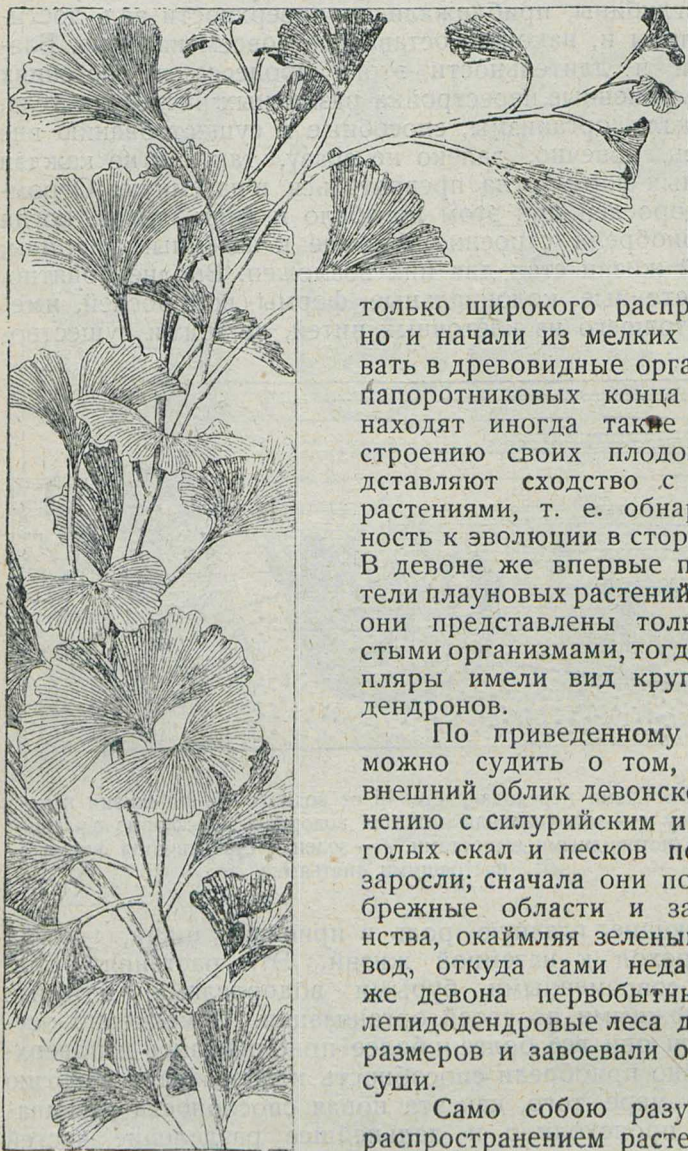 только широкого распр
но и начали из мелких
вать в древовидные орга
папоротниковых конца
находят иногда такие
строению своих плодо
дставляют сходство с
растениями, т. е. обнар
ность к эволюции в стор
В девоне же впервые п
тели плауновых растений
они представлены толь
стыми организмами, тогд
пляры имели вид круп
дендронов.
По приведенному
можно судить о том,
внешний облик девонско
нению с силурийским и
голых скал и песков по
заросли; сначала они по
брежные области и за
нства, окаймляя зелены
вод, откуда сами неда
же девона первобытн
лепидодендровые леса д
размеров и завоевали о
суши.
Само собою разу
распространением расте